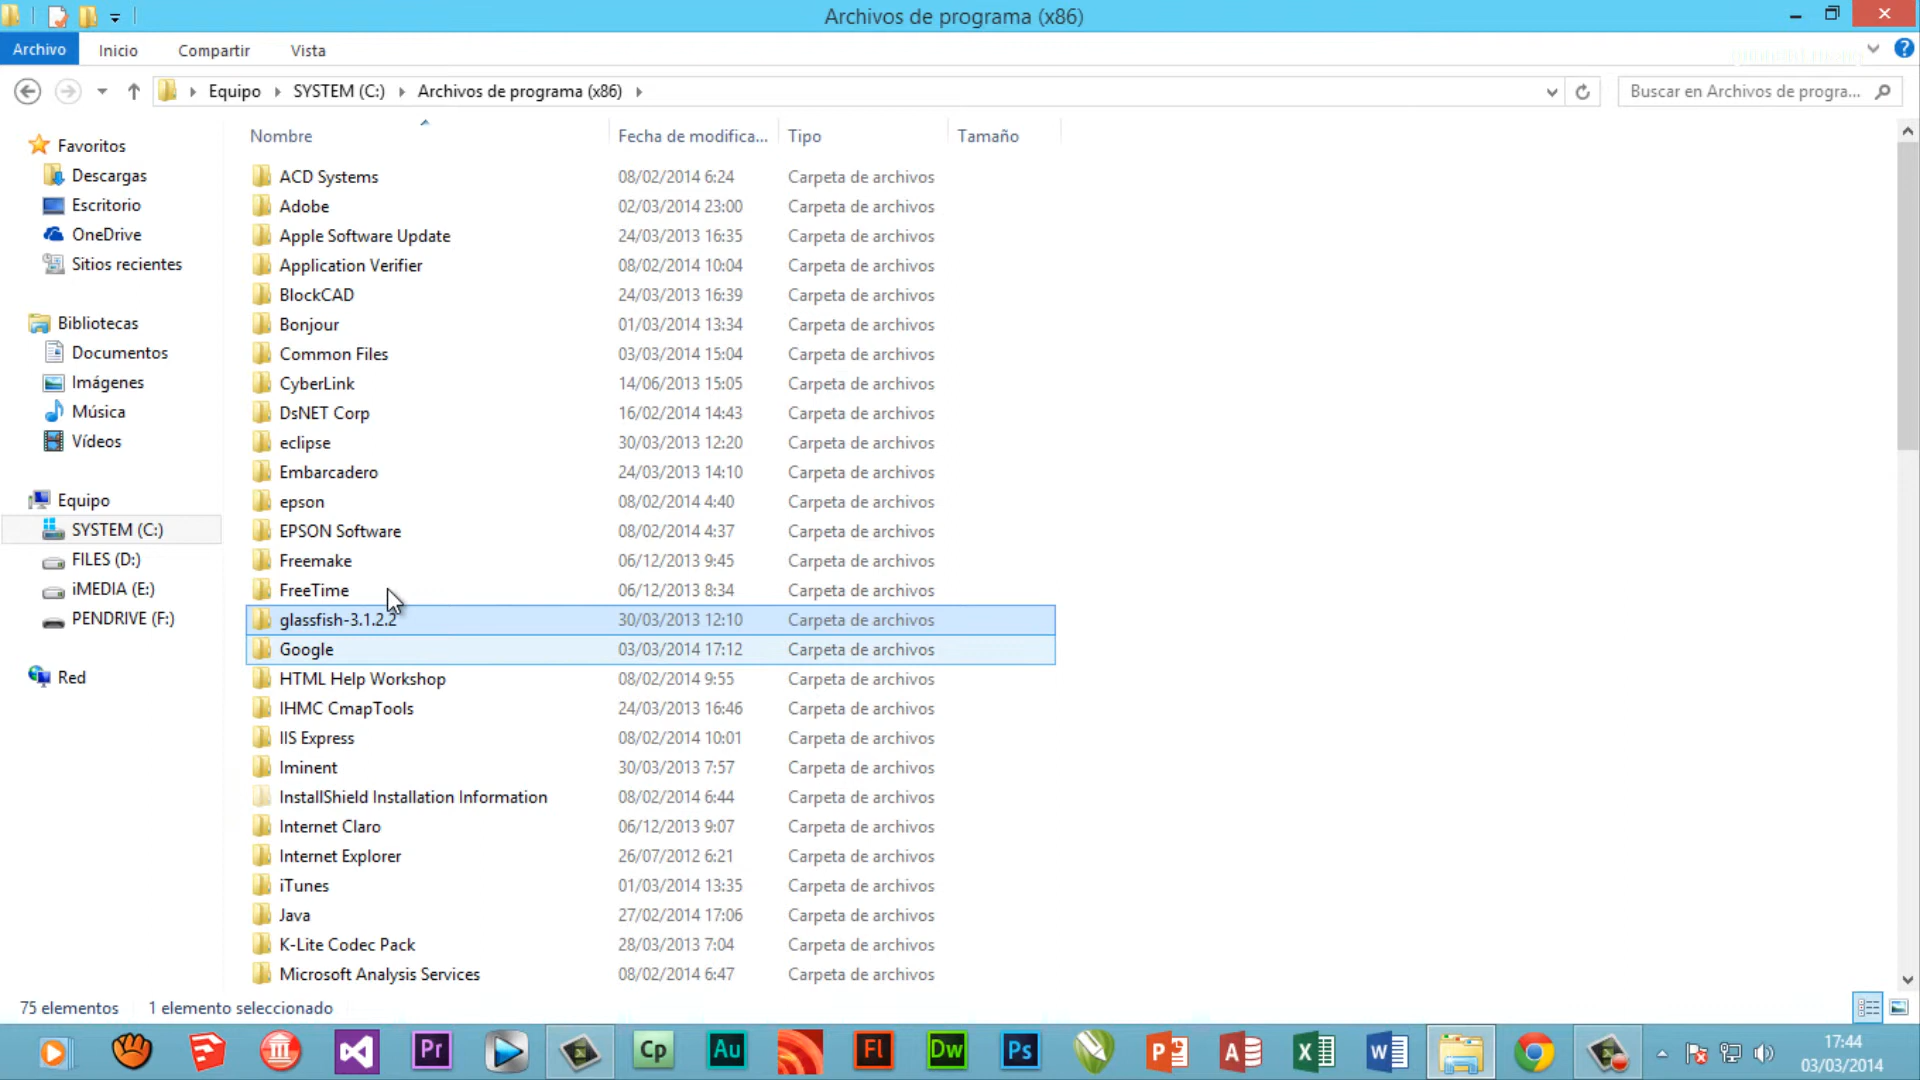 Archivos de programa (x86)
Archivo Inicio Compartir Vista
Equipo SYSTEM (C:) Archivos de programa (x86)
Buscar en Archivos de progra...
Favoritos
Descargas
Escritorio
OneDrive
Sitios recientes
Bibliotecas
Documentos
Imágenes
Música
Vídeos
Equipo
SYSTEM (C:)
FILES (D:)
iMEDIA (E:)
PENDRIVE (F:)
Red
Nombre Fecha de modifica... Tipo Tamaño
ACD Systems 08/02/2014 6:24 Carpeta de archivos
Adobe 02/03/2014 23:00 Carpeta de archivos
Apple Software Update 24/03/2013 16:35 Carpeta de archivos
Application Verifier 08/02/2014 10:04 Carpeta de archivos
BlockCAD 24/03/2013 16:39 Carpeta de archivos
Bonjour 01/03/2014 13:34 Carpeta de archivos
Common Files 03/03/2014 15:04 Carpeta de archivos
CyberLink 14/06/2013 15:05 Carpeta de archivos
DsNET Corp 16/02/2014 14:43 Carpeta de archivos
eclipse 30/03/2013 12:20 Carpeta de archivos
Embarcadero 24/03/2013 14:10 Carpeta de archivos
epson 08/02/2014 4:40 Carpeta de archivos
EPSON Software 08/02/2014 4:37 Carpeta de archivos
Freemake 06/12/2013 9:45 Carpeta de archivos
FreeTime 06/12/2013 8:34 Carpeta de archivos
glassfish-3.1.2.2 30/03/2013 12:10 Carpeta de archivos
Google 03/03/2014 17:12 Carpeta de archivos
HTML Help Workshop 08/02/2014 9:55 Carpeta de archivos
IHMC CmapTools 24/03/2013 16:46 Carpeta de archivos
IIS Express 08/02/2014 10:01 Carpeta de archivos
Iminent 30/03/2013 7:57 Carpeta de archivos
InstallShield Installation Information 08/02/2014 6:44 Carpeta de archivos
Internet Claro 06/12/2013 9:07 Carpeta de archivos
Internet Explorer 26/07/2012 6:21 Carpeta de archivos
iTunes 01/03/2014 13:35 Carpeta de archivos
Java 27/02/2014 17:06 Carpeta de archivos
K-Lite Codec Pack 28/03/2013 7:04 Carpeta de archivos
Microsoft Analysis Services 08/02/2014 6:47 Carpeta de archivos
75 elementos 1 elemento seleccionado
Pr Cp Au Fl Dw Ps P A X W
17:44
03/03/2014